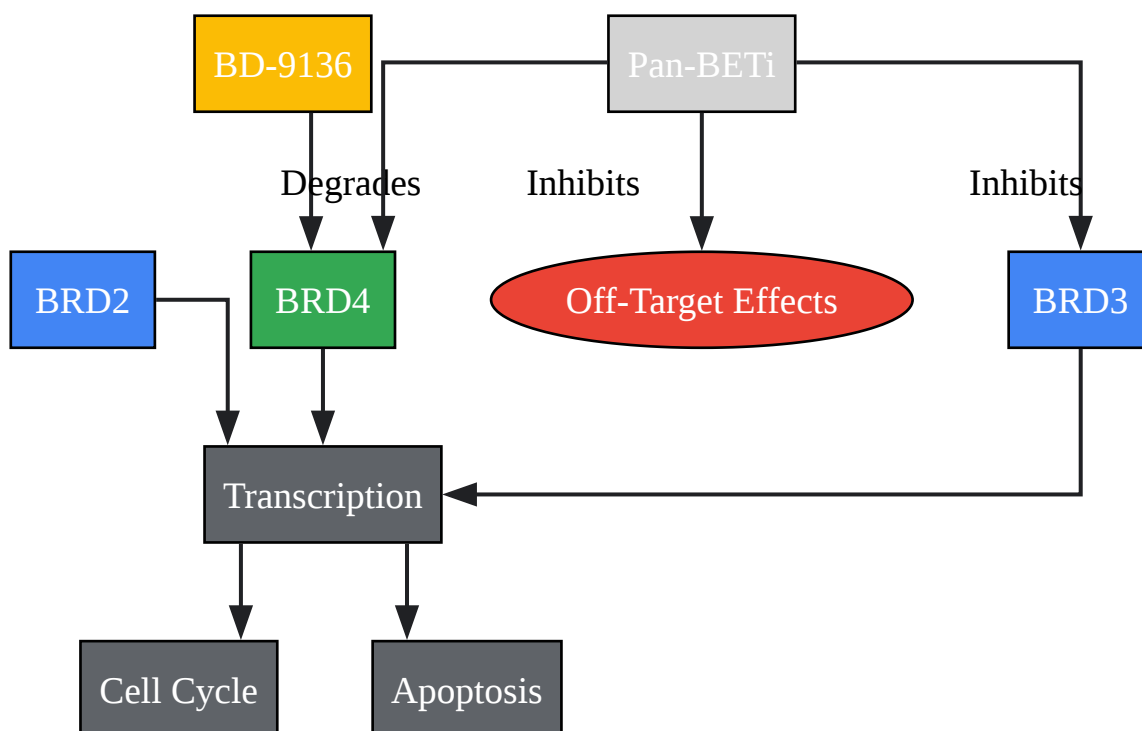 BD-9136
Pan-BETi
Degrades
Inhibits
Inhibits
BRD2
BRD4
Off-Target Effects
BRD3
Transcription
Cell Cycle
Apoptosis